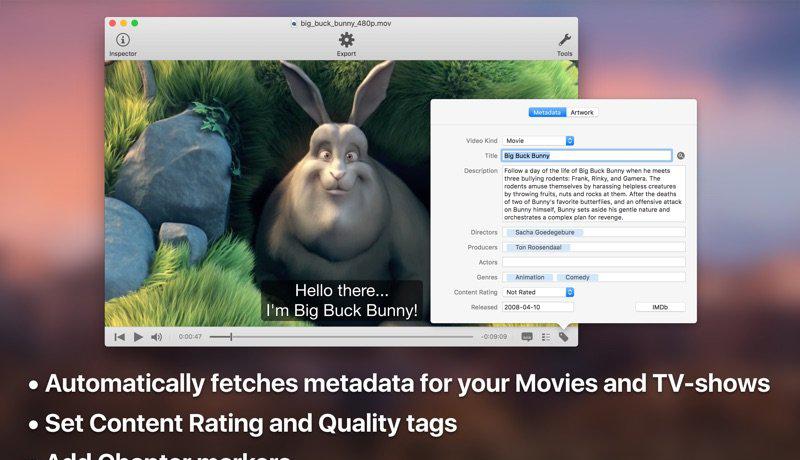 big_buck_bunny_480p.mov
Inspector
Export
Tools
Metadata Artwork
Video Kind Movie
Title Big Buck Bunny
Description Follow a day of the life of Big Buck Bunny when he meets
three bullying rodents: Frank, Rinky, and Gamera. The
rodents amuse themselves by harassing helpless creatures
by throwing fruits, nuts and rocks at them. After the deaths
of two of Bunny's favorite butterflies, and an offensive attack
on Bunny himself, Bunny sets aside his gentle nature and
orchestrates a complex plan for revenge.
Directors Sacha Goedegebure
Producers Ton Roosendaal
Actors
Genres Animation Comedy
Content Rating Not Rated
Released 2008-04-10 IMDb
Hello there...
I'm Big Buck Bunny!
0:00:47 -0:09:09
• Automatically fetches metadata for your Movies and TV-shows
• Set Content Rating and Quality tags
Add Chapter markers